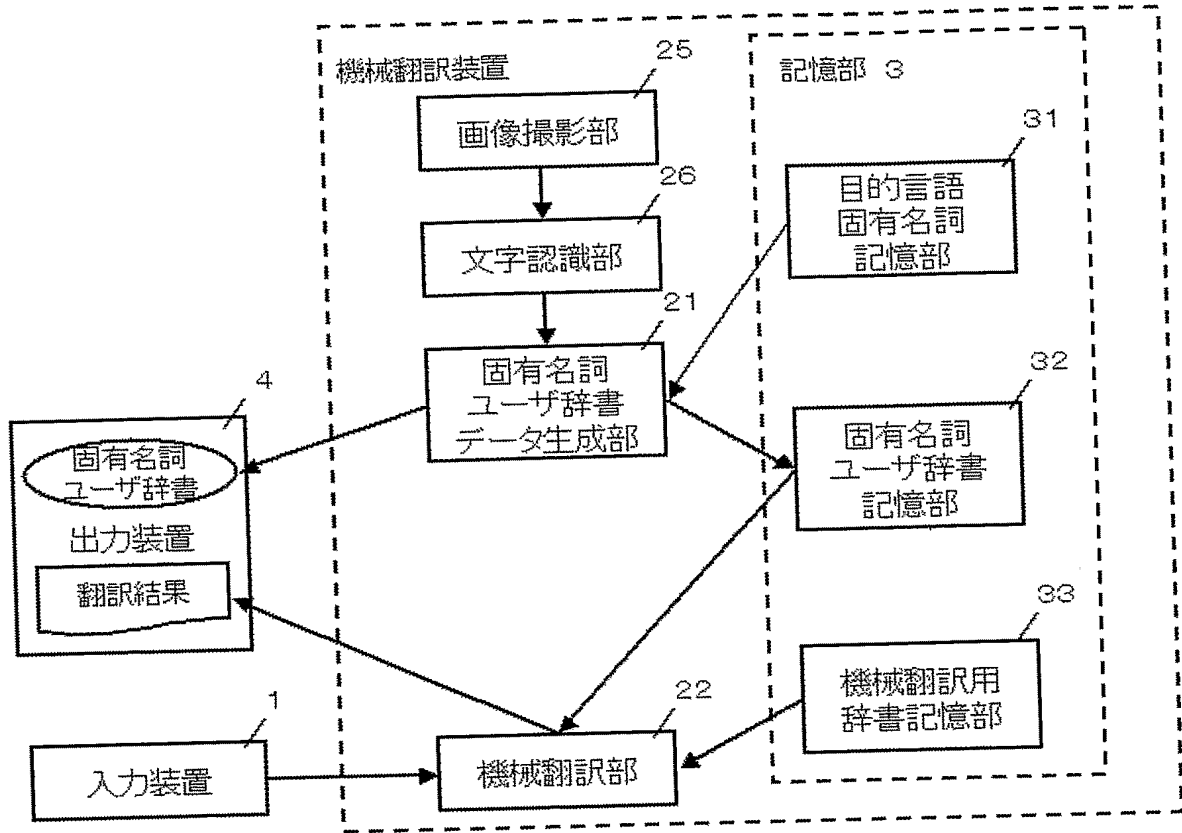 機械翻訳装置
25
画像撮影部
26
文字認識部
21
固有名詞
ユーザ辞書
データ生成部
記憶部 3
31
目的言語
固有名詞
記憶部
32
固有名詞
ユーザ辞書
記憶部
33
機械翻訳用
辞書記憶部
4
固有名詞
ユーザ辞書
出力装置
翻訳結果
1
入力装置
22
機械翻訳部